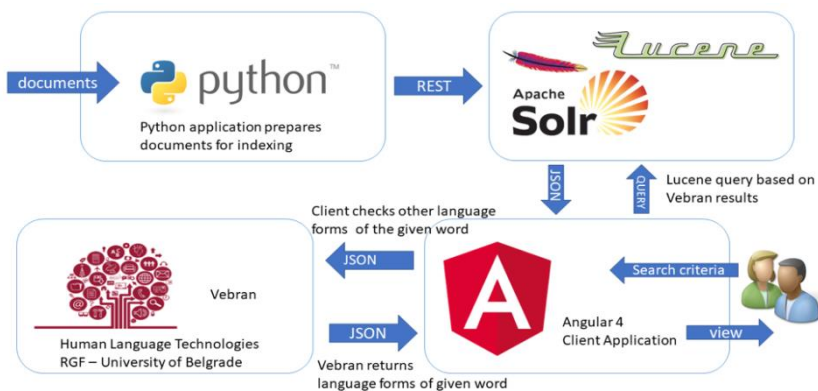 documents
python™
Python application prepares
documents for indexing
REST
Lucene
Apache
Solr
JSON
QUERY
Lucene query based on
Vebran results
Client checks other language
forms of the given word
JSON
Vebran
Human Language Technologies
RGF – University of Belgrade
JSON
Vebran returns
language forms of given word
A
Angular 4
Client Application
Search criteria
view